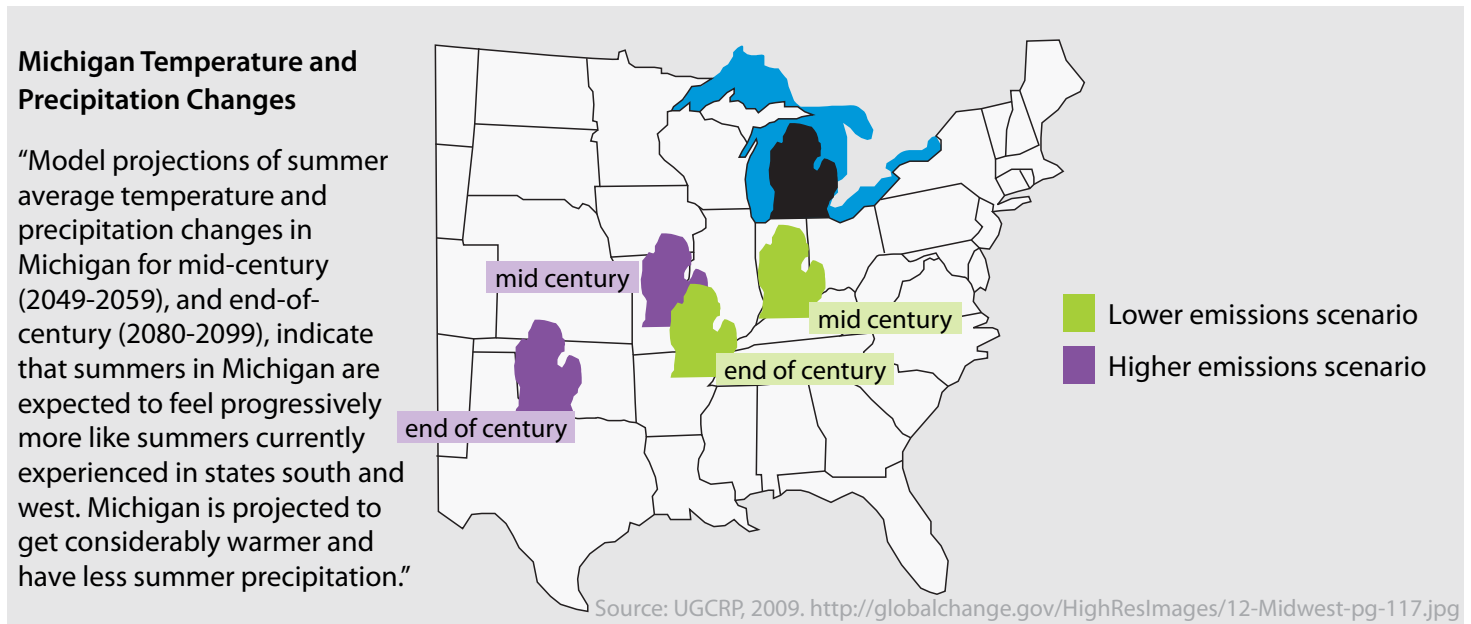 Michigan Temperature and
Precipitation Changes
“Model projections of summer
average temperature and
precipitation changes in
Michigan for mid-century
(2049-2059), and end-of-
century (2080-2099), indicate
that summers in Michigan are
expected to feel progressively
more like summers currently
experienced in states south and
west. Michigan is projected to
get considerably warmer and
have less summer precipitation.”
mid century
mid century
end of century
end of century
Lower emissions scenario
Higher emissions scenario
Source: UGCRP, 2009. http://globalchange.gov/HighResImages/12-Midwest-pg-117.jpg